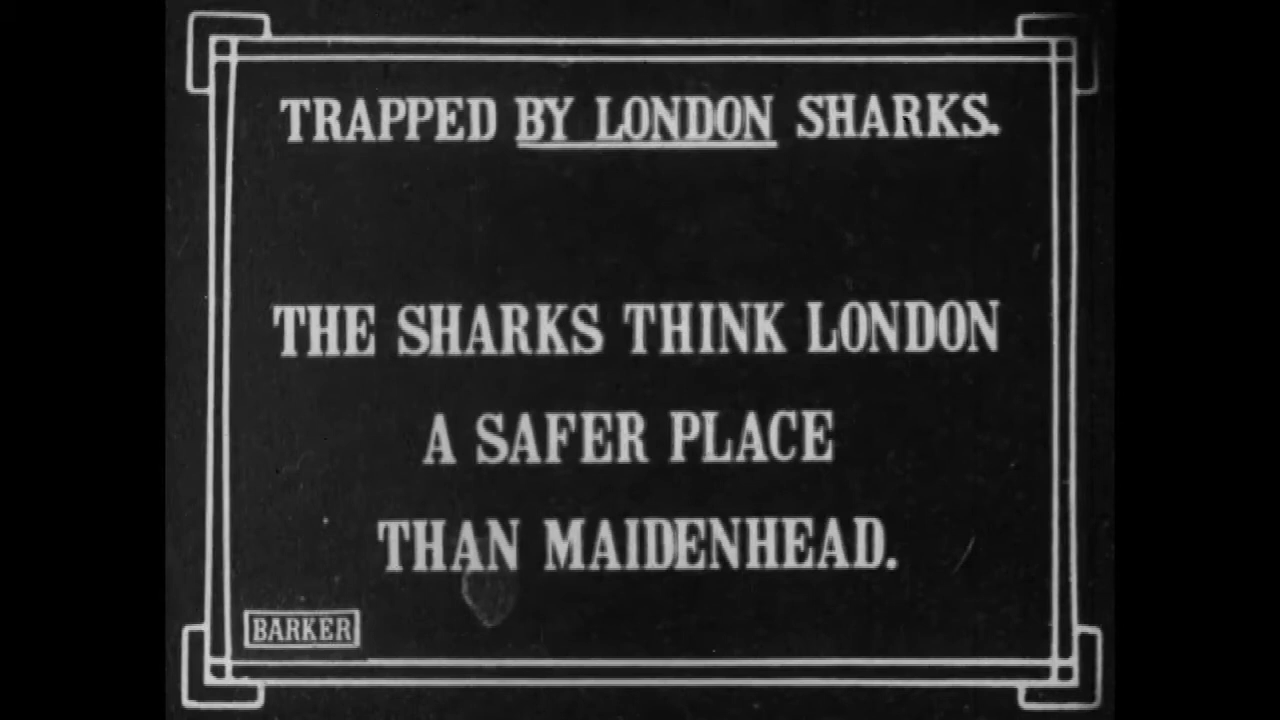 TRAPPED BY LONDON SHARKS.
THE SHARKS THINK LONDON
A SAFER PLACE
THAN MAIDENHEAD.
BARKER